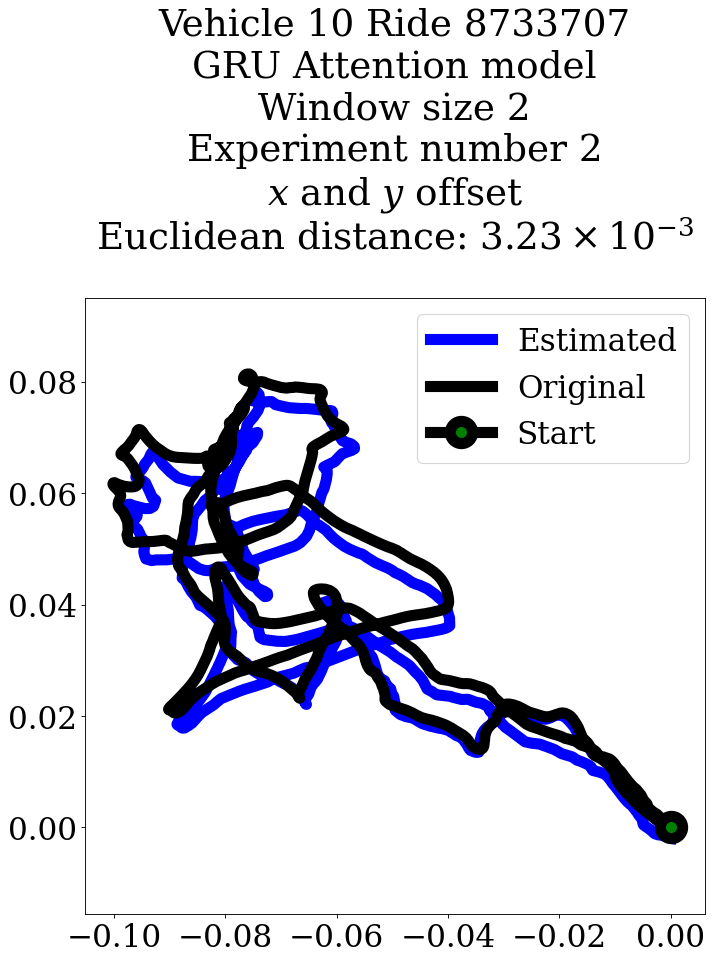 Vehicle 10 Ride 8733707
GRU Attention model
Window size 2
Experiment number 2
x and y offset
Euclidean distance: 3.23 × 10⁻³
Estimated
Original
Start
0.08
0.06
0.04
0.02
0.00
−0.10 −0.08 −0.06 −0.04 −0.02 0.00